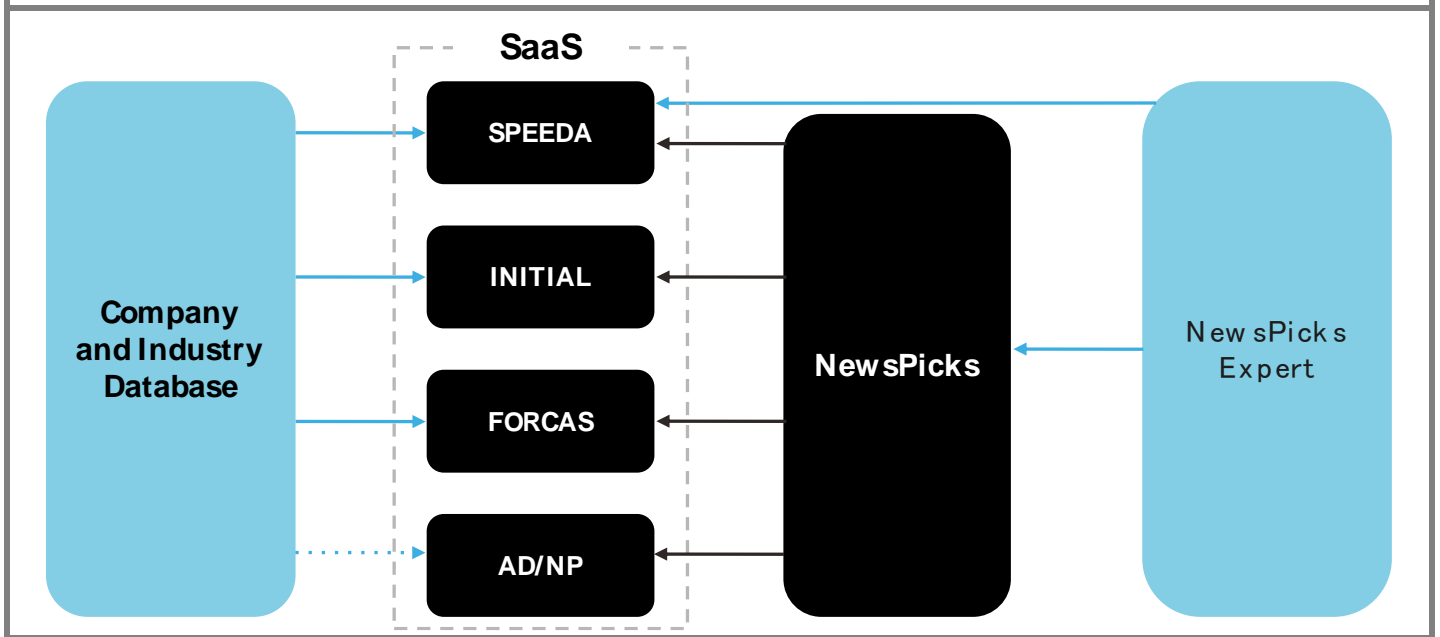 SaaS
SPEEDA
INITIAL
FORCAS
AD/NP
Company
and Industry
Database
NewsPicks
NewsPicks
Expert